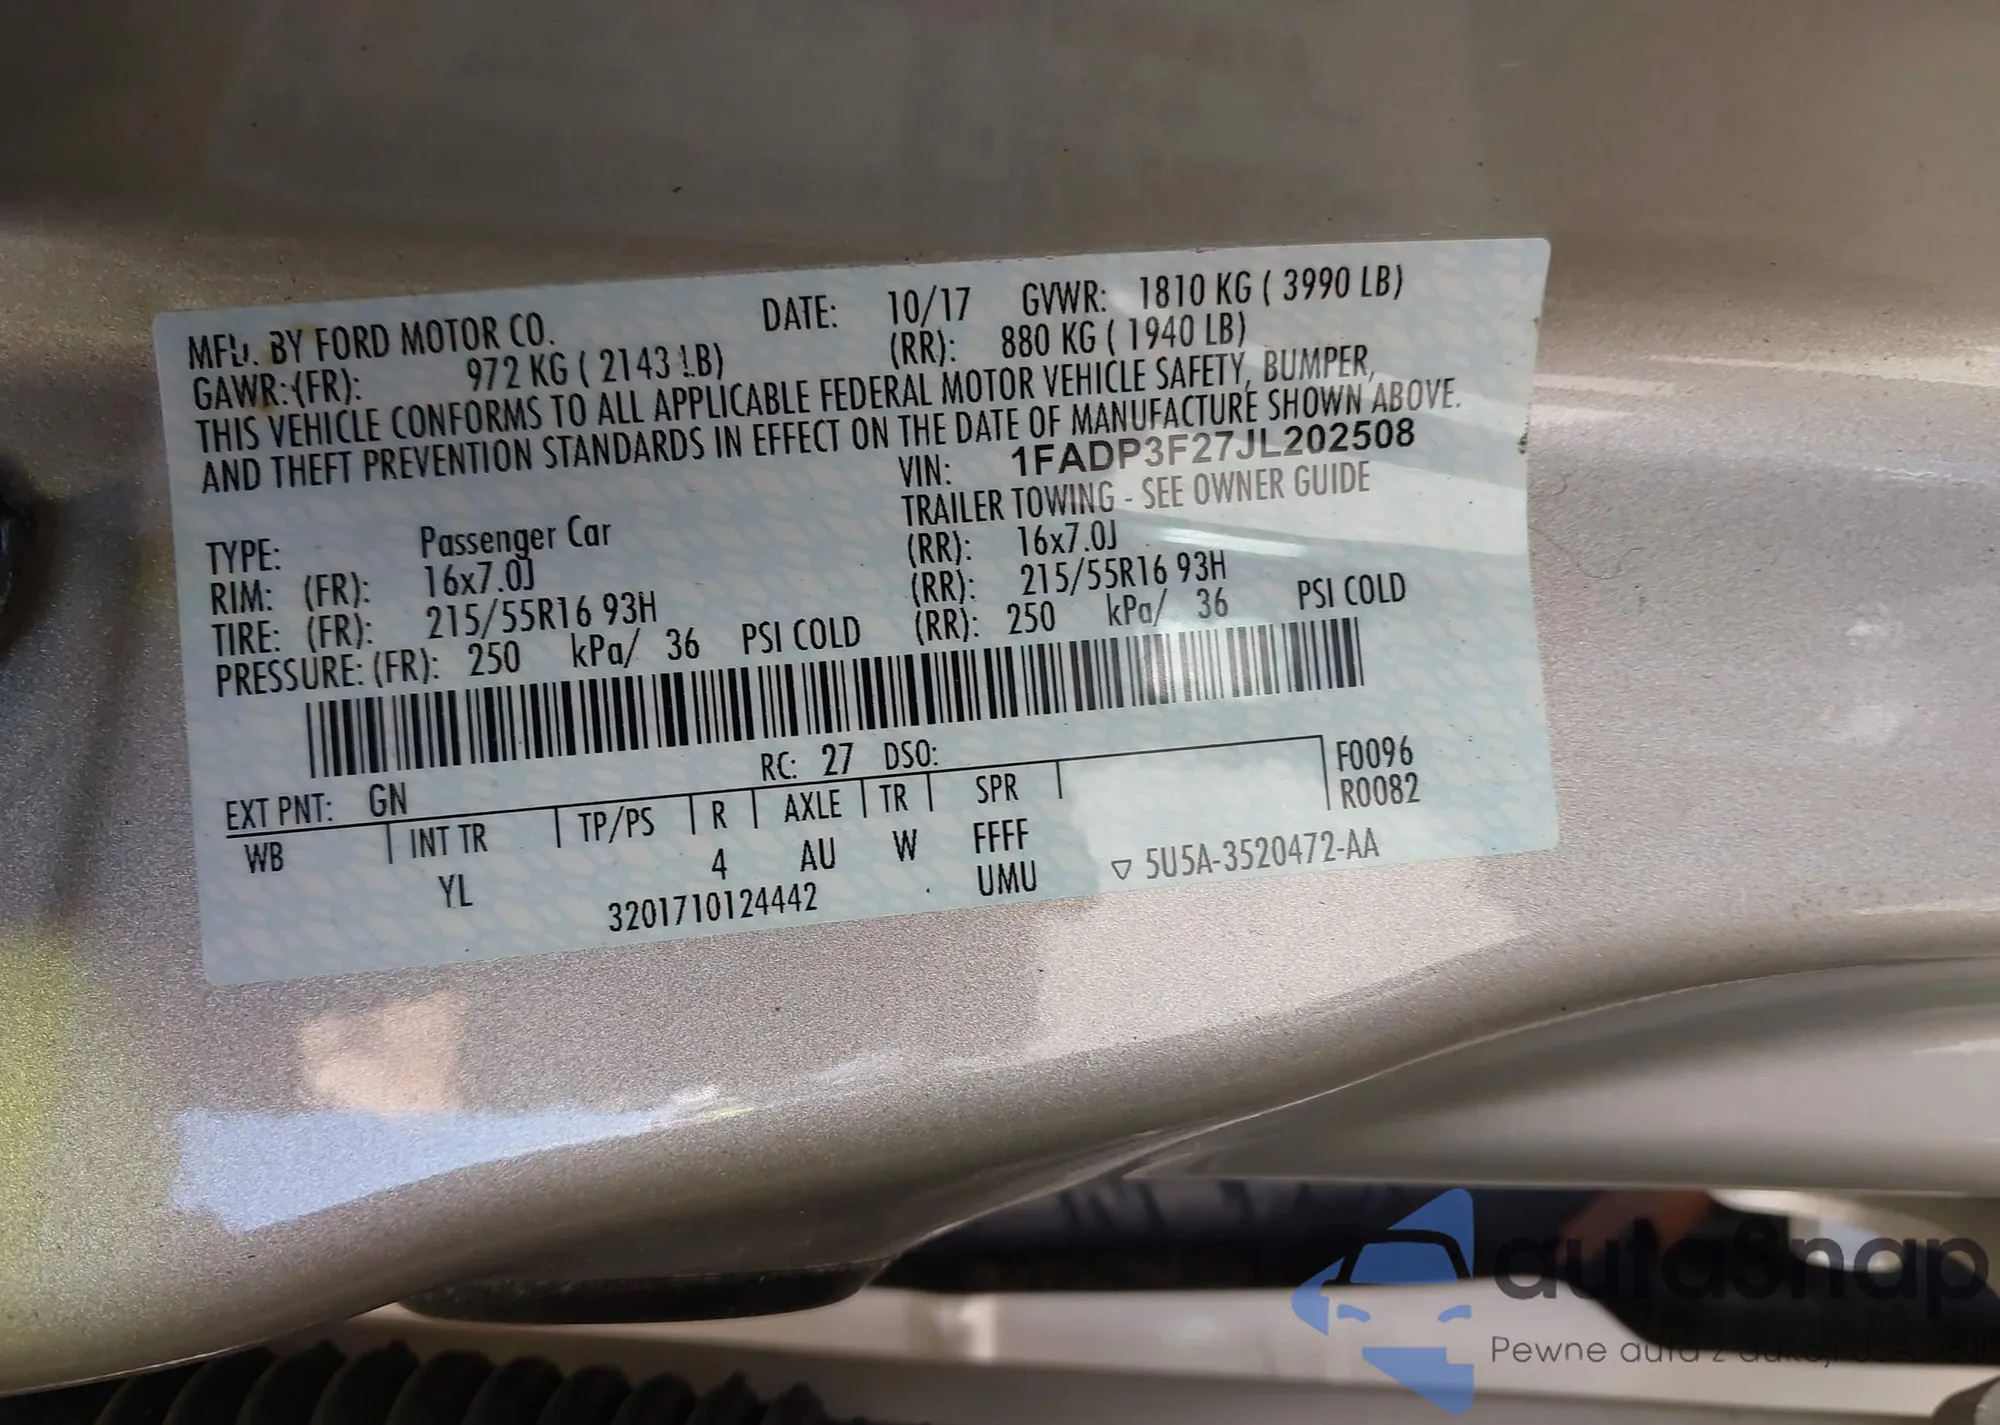 MFD. BY FORD MOTOR CO. DATE: 10/17 GVWR: 1810 KG ( 3990 LB)
GAWR:(FR): 972 KG ( 2143 LB) (RR): 880 KG ( 1940 LB)
THIS VEHICLE CONFORMS TO ALL APPLICABLE FEDERAL MOTOR VEHICLE SAFETY, BUMPER,
AND THEFT PREVENTION STANDARDS IN EFFECT ON THE DATE OF MANUFACTURE SHOWN ABOVE.
VIN: 1FADP3F27JL202508
TRAILER TOWING - SEE OWNER GUIDE
TYPE: Passenger Car
RIM: (FR): 16x7.0J (RR): 16x7.0J
TIRE: (FR): 215/55R16 93H (RR): 215/55R16 93H
PRESSURE: (FR): 250 kPa/ 36 PSI COLD (RR): 250 kPa/ 36 PSI COLD
EXT PNT: GN RC: 27 DSO: F0096
WB INT TR TP/PS R AXLE TR SPR R0082
YL 4 AU W FFFF
3201710124442 UMU ▽ 5U5A-3520472-AA
autaSnap
Pewne auta z aukcji